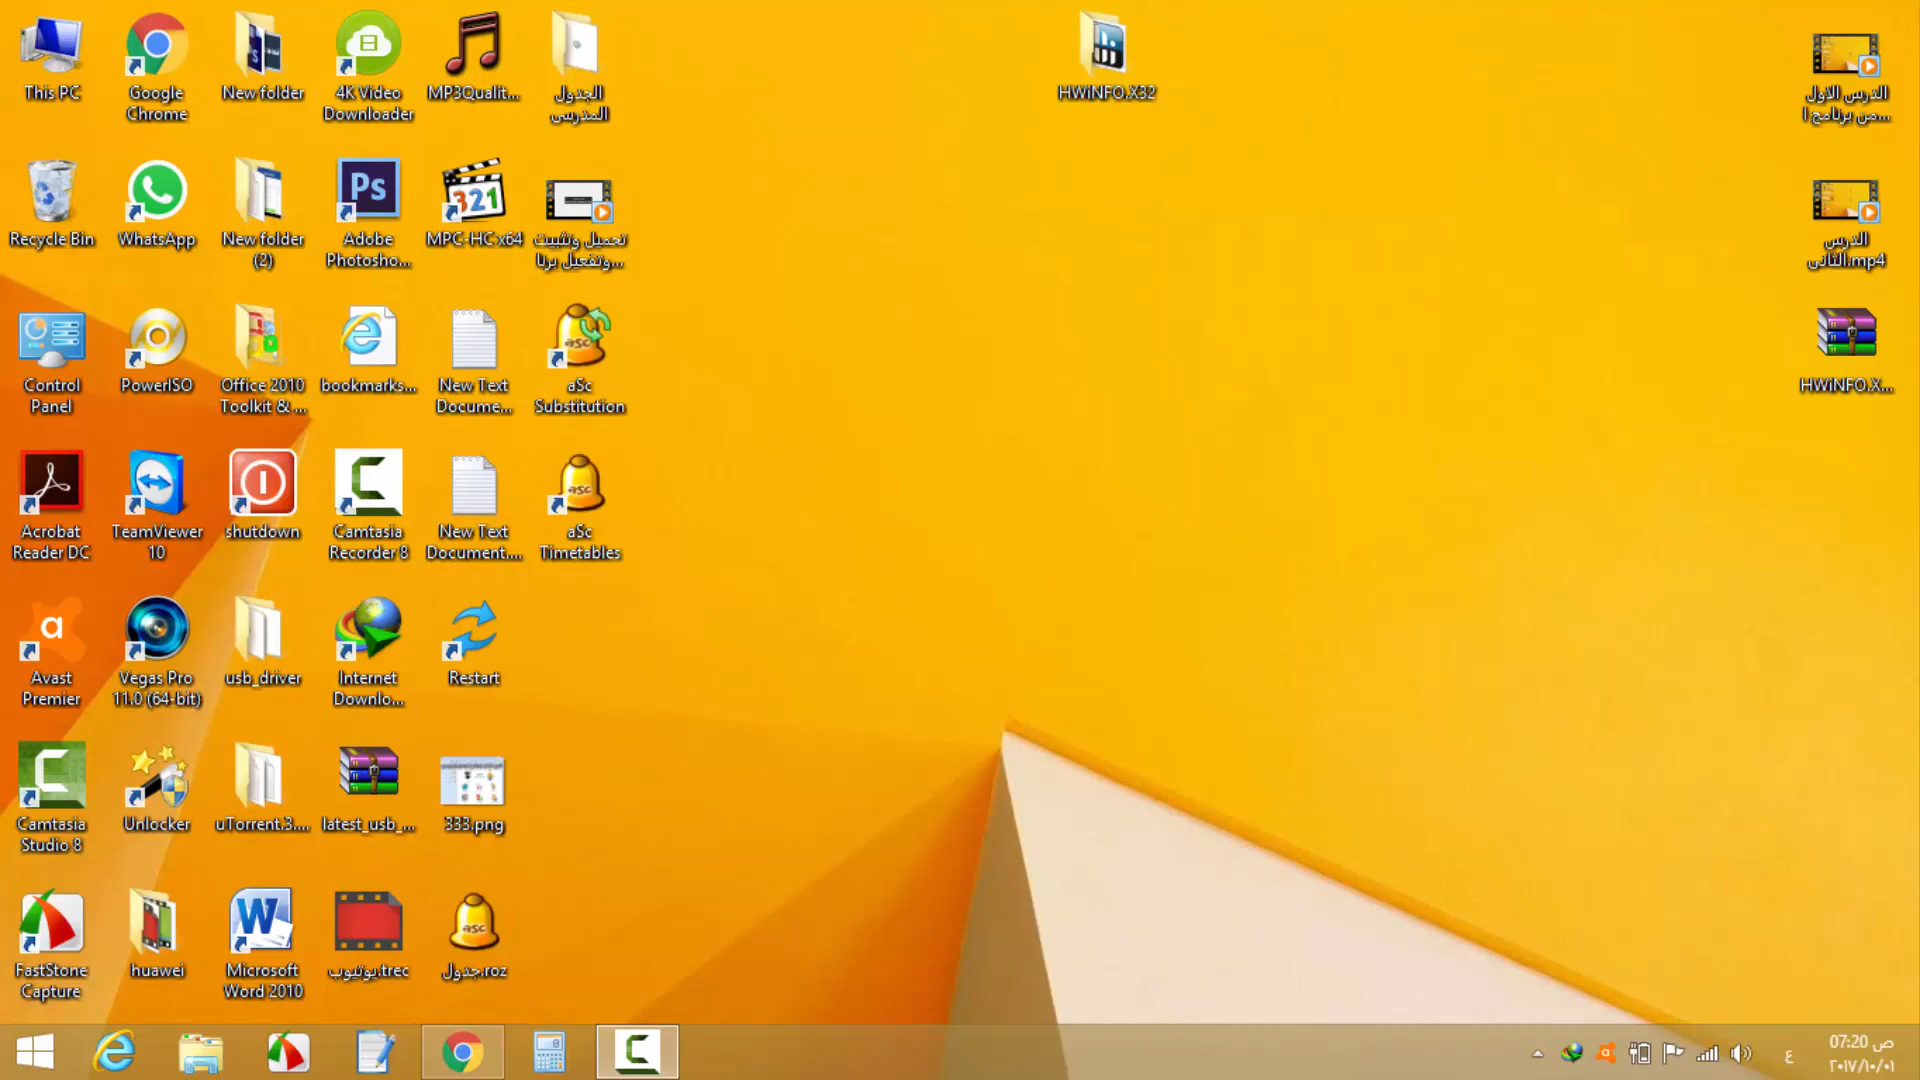 This PC
Google
Chrome
New folder
4K Video
Downloader
MP3Qualit...
الجدول
المدرسى
HWiNFO.X32
الدرس الاول
من برنامج ا...
Recycle Bin
WhatsApp
New folder
(2)
Ps
Adobe
Photosho...
321
MPC-HC x64
تحميل وتثبيت
وتفعيل برنا...
الدرس
الثانى.mp4
Control
Panel
PowerISO
Office 2010
Toolkit & ...
bookmarks...
New Text
Docume...
asc
aSc
Substitution
HWiNFO.X...
Acrobat
Reader DC
TeamViewer
10
shutdown
Camtasia
Recorder 8
New Text
Document....
asc
aSc
Timetables
a
Avast
Premier
Vegas Pro
11.0 (64-bit)
usb_driver
Internet
Downlo...
Restart
Camtasia
Studio 8
Unlocker
uTorrent.3....
latest_usb_...
333.png
FastStone
Capture
huawei
W
Microsoft
Word 2010
يوتيوب.trec
asc
جدول.roz
ع
07:20 ص
٢٠١٧/١٠/٠١